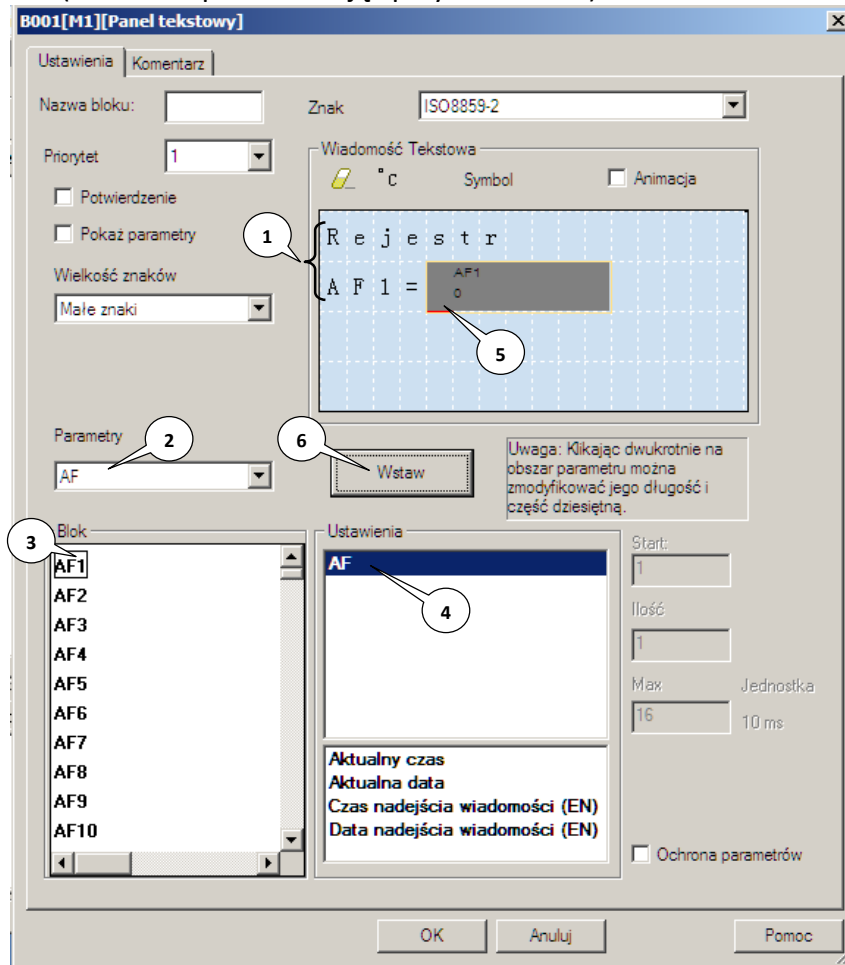 B001[M1][Panel tekstowy]
Ustawienia Komentarz
Nazwa bloku:
Znak ISO8859-2
Priorytet 1
Wiadomość Tekstowa
°C Symbol Animacja
Potwierdzenie
Pokaż parametry
1
R e j e s t r
Wielkość znaków
A F 1 = AF1
0
Małe znaki
5
Parametry
2
6
AF
Wstaw
Uwaga: Klikając dwukrotnie na
obszar parametru można
zmodyfikować jego długość i
część dziesiętną.
Blok
3
AF1
AF2
AF3
AF4
AF5
AF6
AF7
AF8
AF9
AF10
Ustawienia
AF
4
Aktualny czas
Aktualna data
Czas nadejścia wiadomości (EN)
Data nadejścia wiadomości (EN)
Start:
1
Ilość
1
Max Jednostka
16 10 ms
Ochrona parametrów
OK Anuluj Pomoc